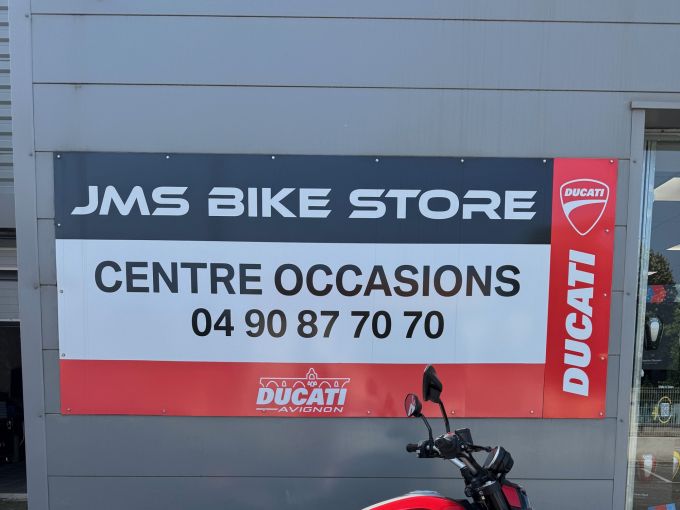 JMS BIKE STORE
CENTRE OCCASIONS
04 90 87 70 70
DUCATI
AVIGNON
DUCATI
DUCATI